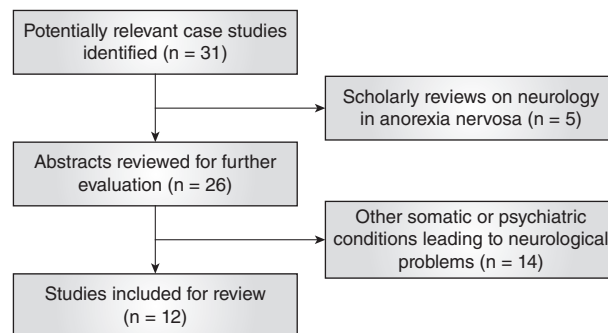 Potentially relevant case studies
identified (n = 31)
Scholarly reviews on neurology
in anorexia nervosa (n = 5)
Abstracts reviewed for further
evaluation (n = 26)
Other somatic or psychiatric
conditions leading to neurological
problems (n = 14)
Studies included for review
(n = 12)